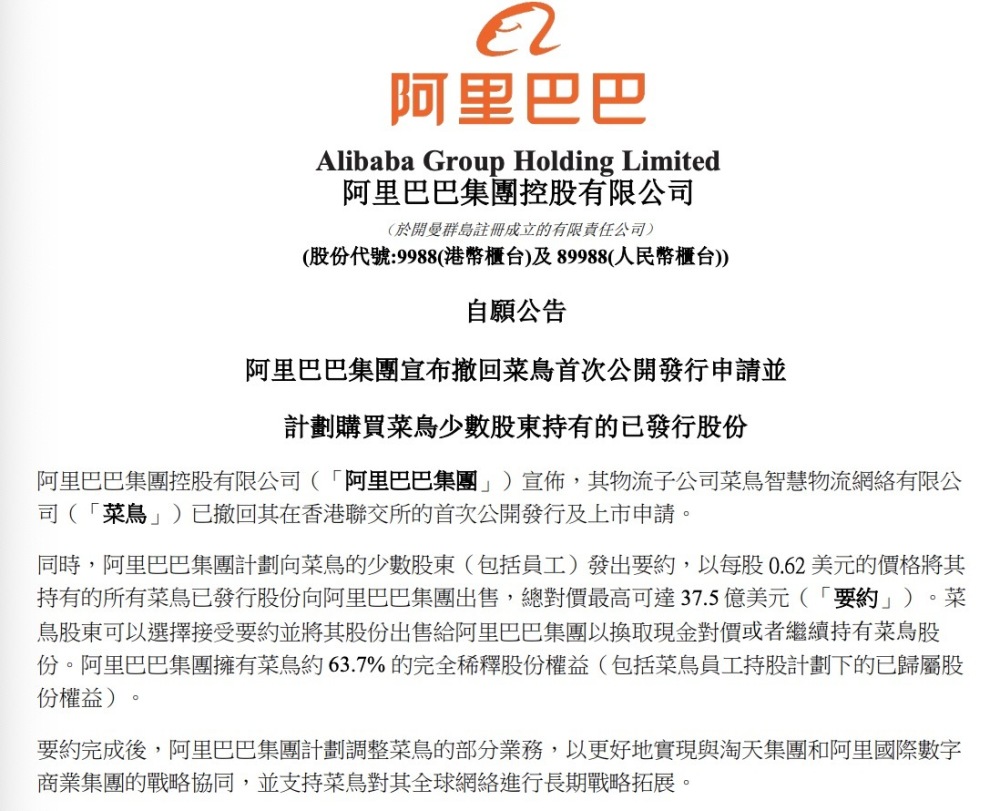 阿里巴巴
Alibaba Group Holding Limited
阿里巴巴集團控股有限公司
（於開曼群島註冊成立的有限責任公司）
(股份代號:9988(港幣櫃台)及 89988(人民幣櫃台))
自願公告
阿里巴巴集團宣布撤回菜鳥首次公開發行申請並
計劃購買菜鳥少數股東持有的已發行股份
阿里巴巴集團控股有限公司（「阿里巴巴集團」）宣佈，其物流子公司菜鳥智慧物流網絡有限公
司（「菜鳥」）已撤回其在香港聯交所的首次公開發行及上市申請。
同時，阿里巴巴集團計劃向菜鳥的少數股東（包括員工）發出要約，以每股 0.62 美元的價格將其
持有的所有菜鳥已發行股份向阿里巴巴集團出售，總對價最高可達 37.5 億美元（「要約」）。菜
鳥股東可以選擇接受要約並將其股份出售給阿里巴巴集團以換取現金對價或者繼續持有菜鳥股
份。阿里巴巴集團擁有菜鳥約 63.7% 的完全稀釋股份權益（包括菜鳥員工持股計劃下的已歸屬股
份權益）。
要約完成後，阿里巴巴集團計劃調整菜鳥的部分業務，以更好地實現與淘天集團和阿里國際數字
商業集團的戰略協同，並支持菜鳥對其全球網絡進行長期戰略拓展。